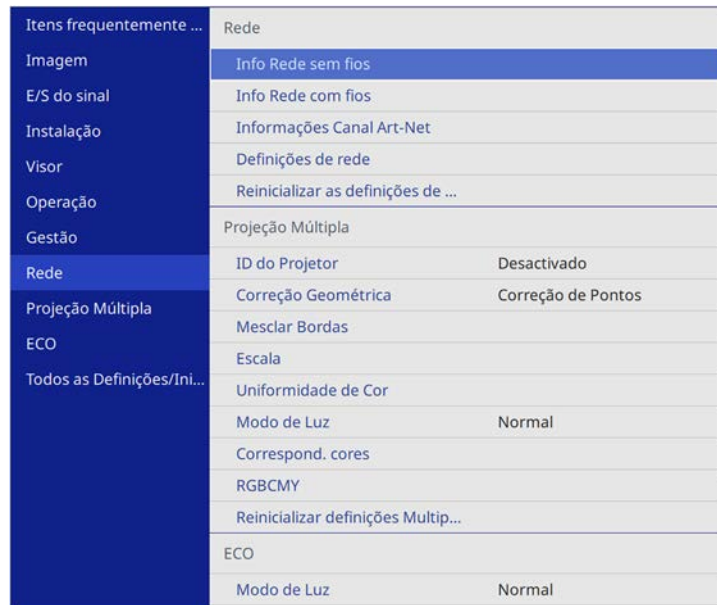 Itens frequentemente ...
Imagem
E/S do sinal
Instalação
Visor
Operação
Gestão
Rede
Projeção Múltipla
ECO
Todos as Definições/Ini...
Rede
Info Rede sem fios
Info Rede com fios
Informações Canal Art-Net
Definições de rede
Reinicializar as definições de ...
Projeção Múltipla
ID do Projetor Desactivado
Correção Geométrica Correção de Pontos
Mesclar Bordas
Escala
Uniformidade de Cor
Modo de Luz Normal
Correspond. cores
RGBCMY
Reinicializar definições Multip...
ECO
Modo de Luz Normal